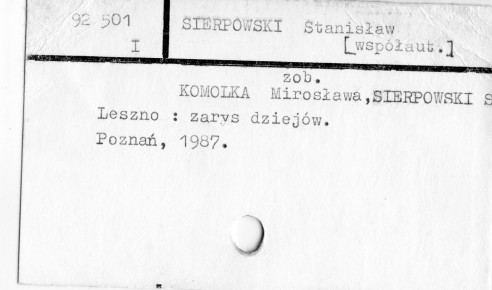 92 501
I
SIERPOWSKI Stanisław
[współaut.]
zob.
KOMOLKA Mirosława,SIERPOWSKI S
Leszno : zarys dziejów.
Poznań, 1987.